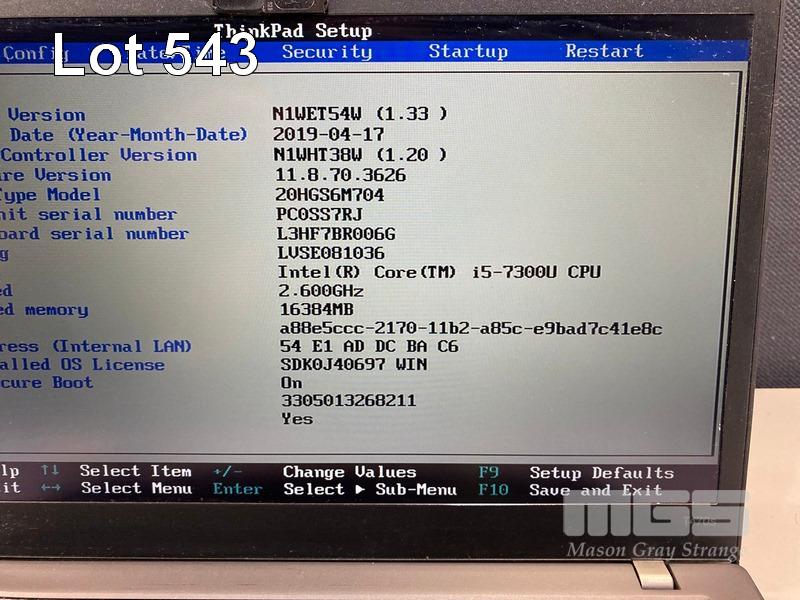 ThinkPad Setup
Config Date/Time Security Startup Restart
Lot 543
Version N1WET54W (1.33 )
Date (Year-Month-Date) 2019-04-17
Controller Version N1WHT38W (1.20 )
re Version 11.8.70.3626
Type Model 20HGS6M704
nit serial number PC0SS7RJ
oard serial number L3HF7BR006G
g LVSE081036
Intel(R) Core(TM) i5-7300U CPU
ed 2.600GHz
ed memory 16384MB
a88e5ccc-2170-11b2-a85c-e9bad7c41e8c
ress (Internal LAN) 54 E1 AD DC BA C6
alled OS License SDK0J40697 WIN
cure Boot On
3305013268211
Yes
lp ↑↓ Select Item +/- Change Values F9 Setup Defaults
it ←→ Select Menu Enter Select ▶ Sub-Menu F10 Save and Exit
MGS
Mason Gray Strange